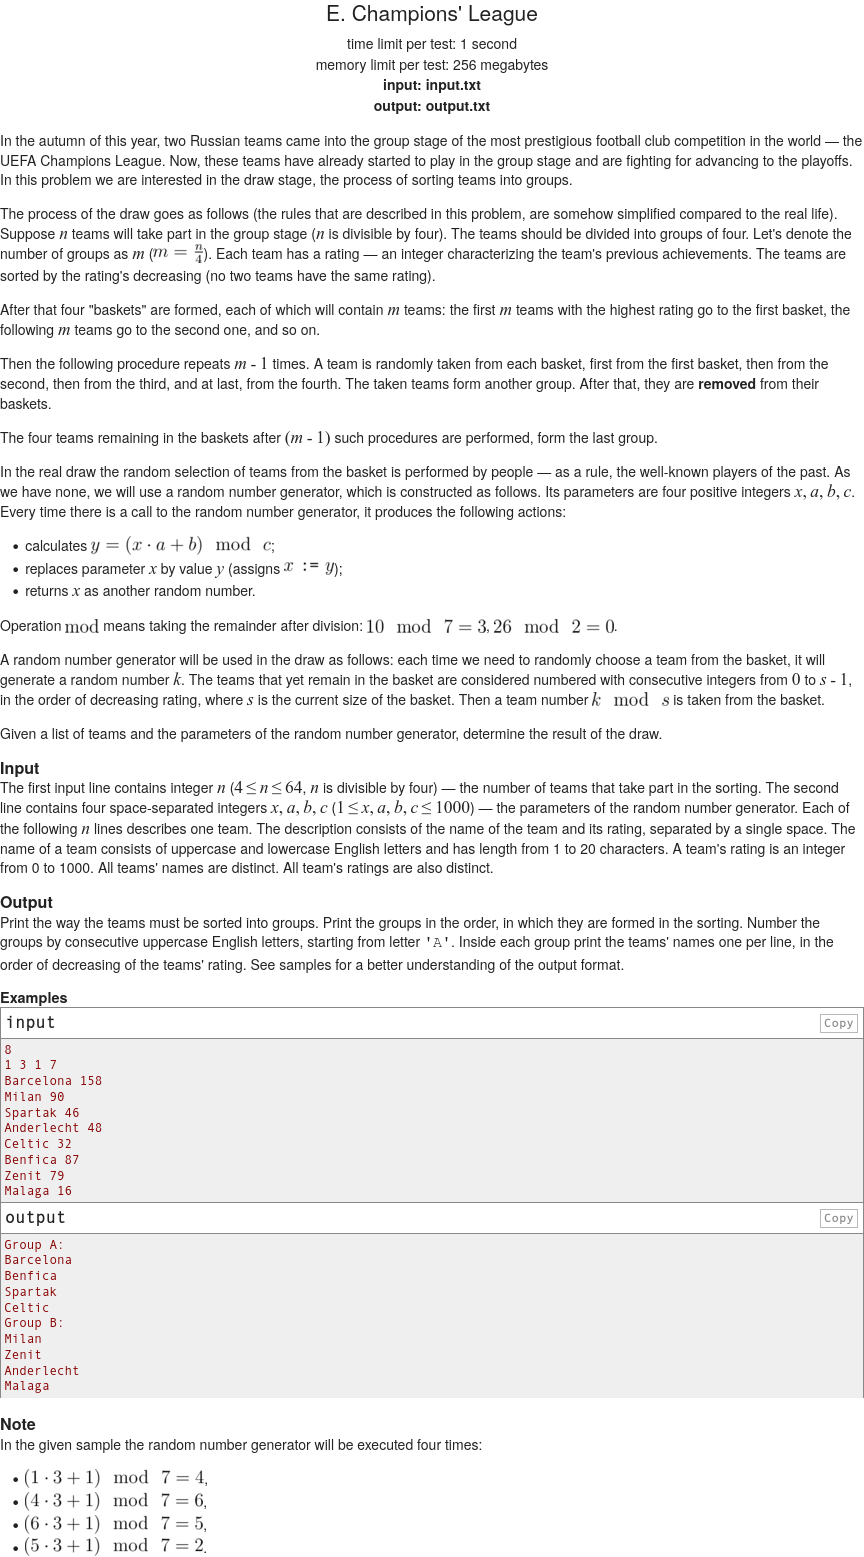 E. Champions' League
time limit per test: 1 second
memory limit per test: 256 megabytes
input: input.txt
output: output.txt
In the autumn of this year, two Russian teams came into the group stage of the most prestigious football club competition in the world — the
UEFA Champions League. Now, these teams have already started to play in the group stage and are fighting for advancing to the playoffs.
In this problem we are interested in the draw stage, the process of sorting teams into groups.
The process of the draw goes as follows (the rules that are described in this problem, are somehow simplified compared to the real life).
Suppose n teams will take part in the group stage (n is divisible by four). The teams should be divided into groups of four. Let's denote the
number of groups as m (m = n/4). Each team has a rating — an integer characterizing the team's previous achievements. The teams are
sorted by the rating's decreasing (no two teams have the same rating).
After that four "baskets" are formed, each of which will contain m teams: the first m teams with the highest rating go to the first basket, the
following m teams go to the second one, and so on.
Then the following procedure repeats m - 1 times. A team is randomly taken from each basket, first from the first basket, then from the
second, then from the third, and at last, from the fourth. The taken teams form another group. After that, they are removed from their
baskets.
The four teams remaining in the baskets after (m - 1) such procedures are performed, form the last group.
In the real draw the random selection of teams from the basket is performed by people — as a rule, the well-known players of the past. As
we have none, we will use a random number generator, which is constructed as follows. Its parameters are four positive integers x, a, b, c.
Every time there is a call to the random number generator, it produces the following actions:
• calculates y = (x · a + b) mod c;
• replaces parameter x by value y (assigns x := y);
• returns x as another random number.
Operation mod means taking the remainder after division: 10 mod 7 = 3, 26 mod 2 = 0.
A random number generator will be used in the draw as follows: each time we need to randomly choose a team from the basket, it will
generate a random number k. The teams that yet remain in the basket are considered numbered with consecutive integers from 0 to s - 1,
in the order of decreasing rating, where s is the current size of the basket. Then a team number k mod s is taken from the basket.
Given a list of teams and the parameters of the random number generator, determine the result of the draw.
Input
The first input line contains integer n (4 ≤ n ≤ 64, n is divisible by four) — the number of teams that take part in the sorting. The second
line contains four space-separated integers x, a, b, c (1 ≤ x, a, b, c ≤ 1000) — the parameters of the random number generator. Each of
the following n lines describes one team. The description consists of the name of the team and its rating, separated by a single space. The
name of a team consists of uppercase and lowercase English letters and has length from 1 to 20 characters. A team's rating is an integer
from 0 to 1000. All teams' names are distinct. All team's ratings are also distinct.
Output
Print the way the teams must be sorted into groups. Print the groups in the order, in which they are formed in the sorting. Number the
groups by consecutive uppercase English letters, starting from letter 'A'. Inside each group print the teams' names one per line, in the
order of decreasing of the teams' rating. See samples for a better understanding of the output format.
Examples
input Copy
8
1 3 1 7
Barcelona 158
Milan 90
Spartak 46
Anderlecht 48
Celtic 32
Benfica 87
Zenit 79
Malaga 16
output Copy
Group A:
Barcelona
Benfica
Spartak
Celtic
Group B:
Milan
Zenit
Anderlecht
Malaga
Note
In the given sample the random number generator will be executed four times:
• (1 · 3 + 1) mod 7 = 4,
• (4 · 3 + 1) mod 7 = 6,
• (6 · 3 + 1) mod 7 = 5,
• (5 · 3 + 1) mod 7 = 2.